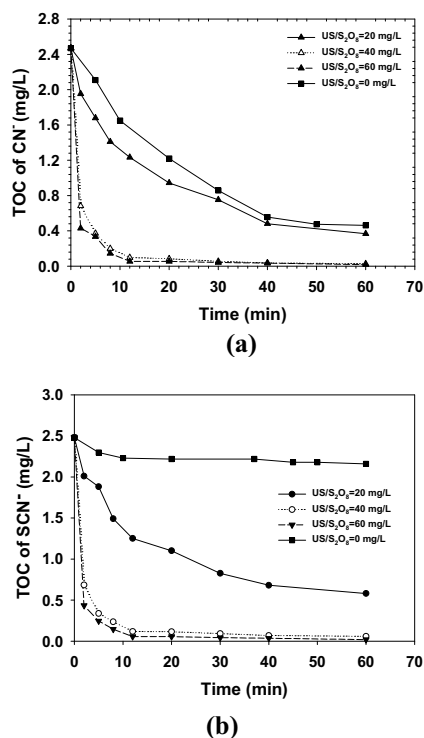 2.8
2.4
2.0
1.6
1.2
0.8
0.4
0.0
TOC of CN⁻ (mg/L)
US/S₂O₈=20 mg/L
US/S₂O₈=40 mg/L
US/S₂O₈=60 mg/L
US/S₂O₈=0 mg/L
0 10 20 30 40 50 60 70
Time (min)
(a)
3.0
2.5
2.0
1.5
1.0
0.5
0.0
TOC of SCN⁻ (mg/L)
US/S₂O₈=20 mg/L
US/S₂O₈=40 mg/L
US/S₂O₈=60 mg/L
US/S₂O₈=0 mg/L
0 10 20 30 40 50 60 70
Time (min)
(b)